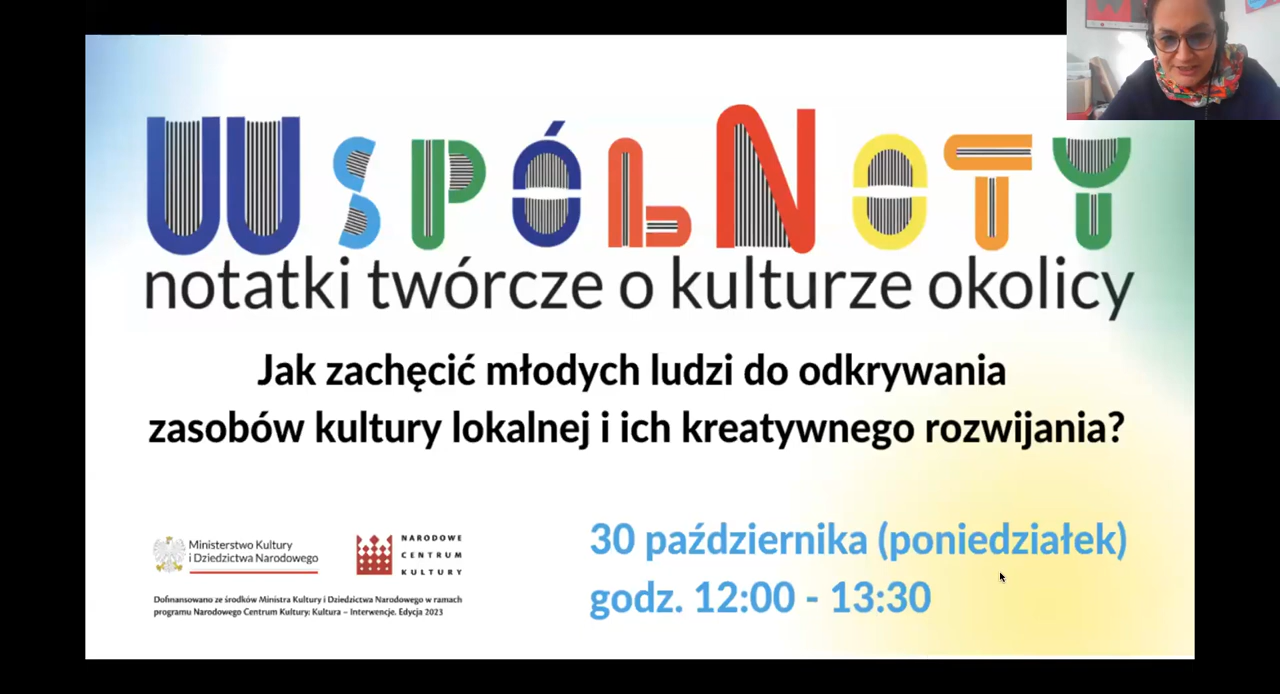 WSPÓLNOTY
notatki twórcze o kulturze okolicy
Jak zachęcić młodych ludzi do odkrywania
zasobów kultury lokalnej i ich kreatywnego rozwijania?
Ministerstwo Kultury
i Dziedzictwa Narodowego
NARODOWE
CENTRUM
KULTURY
Dofinansowano ze środków Ministra Kultury i Dziedzictwa Narodowego w ramach
programu Narodowego Centrum Kultury: Kultura – Interwencje. Edycja 2023
30 października (poniedziałek)
godz. 12:00 - 13:30